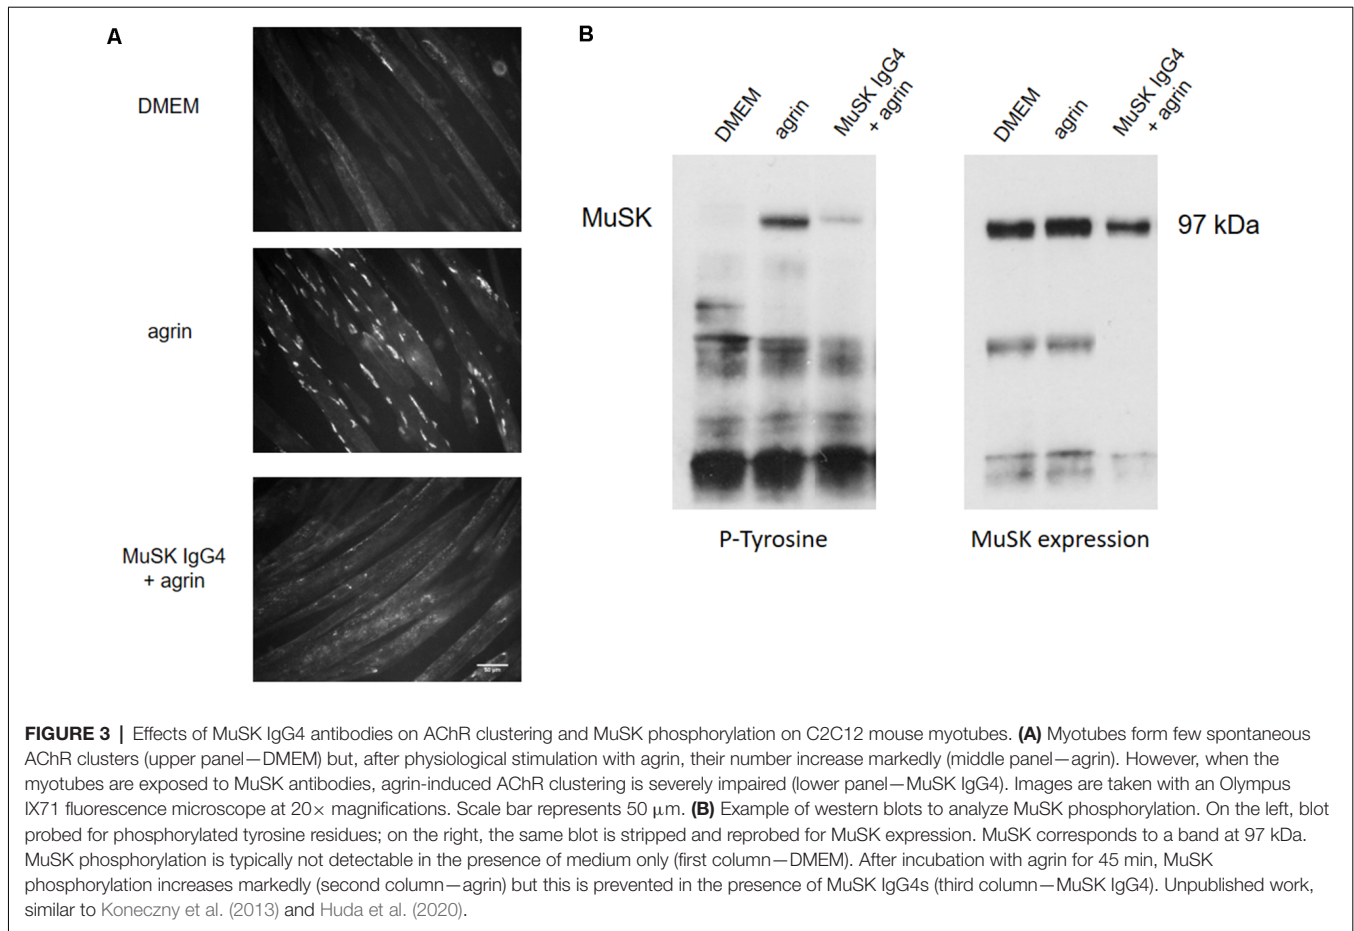 A
DMEM
agrin
MuSK IgG4
+ agrin
50 μm
B
DMEM
agrin
MuSK IgG4
+ agrin
DMEM
agrin
MuSK IgG4
+ agrin
MuSK
97 kDa
P-Tyrosine
MuSK expression
FIGURE 3 | Effects of MuSK IgG4 antibodies on AChR clustering and MuSK phosphorylation on C2C12 mouse myotubes. (A) Myotubes form few spontaneous
AChR clusters (upper panel—DMEM) but, after physiological stimulation with agrin, their number increase markedly (middle panel—agrin). However, when the
myotubes are exposed to MuSK antibodies, agrin-induced AChR clustering is severely impaired (lower panel—MuSK IgG4). Images are taken with an Olympus
IX71 fluorescence microscope at 20× magnifications. Scale bar represents 50 μm. (B) Example of western blots to analyze MuSK phosphorylation. On the left, blot
probed for phosphorylated tyrosine residues; on the right, the same blot is stripped and reprobed for MuSK expression. MuSK corresponds to a band at 97 kDa.
MuSK phosphorylation is typically not detectable in the presence of medium only (first column—DMEM). After incubation with agrin for 45 min, MuSK
phosphorylation increases markedly (second column—agrin) but this is prevented in the presence of MuSK IgG4s (third column—MuSK IgG4). Unpublished work,
similar to Koneczny et al. (2013) and Huda et al. (2020).